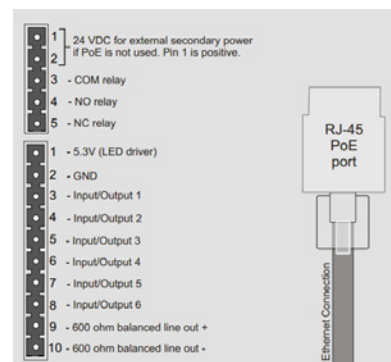 1
2
24 VDC for external secondary power
if PoE is not used. Pin 1 is positive.
3 - COM relay
4 - NO relay
5 - NC relay
1 - 5.3V (LED driver)
2 - GND
3 - Input/Output 1
4 - Input/Output 2
5 - Input/Output 3
6 - Input/Output 4
7 - Input/Output 5
8 - Input/Output 6
9 - 600 ohm balanced line out +
10 - 600 ohm balanced line out -
RJ-45
PoE
port
Ethernet Connection